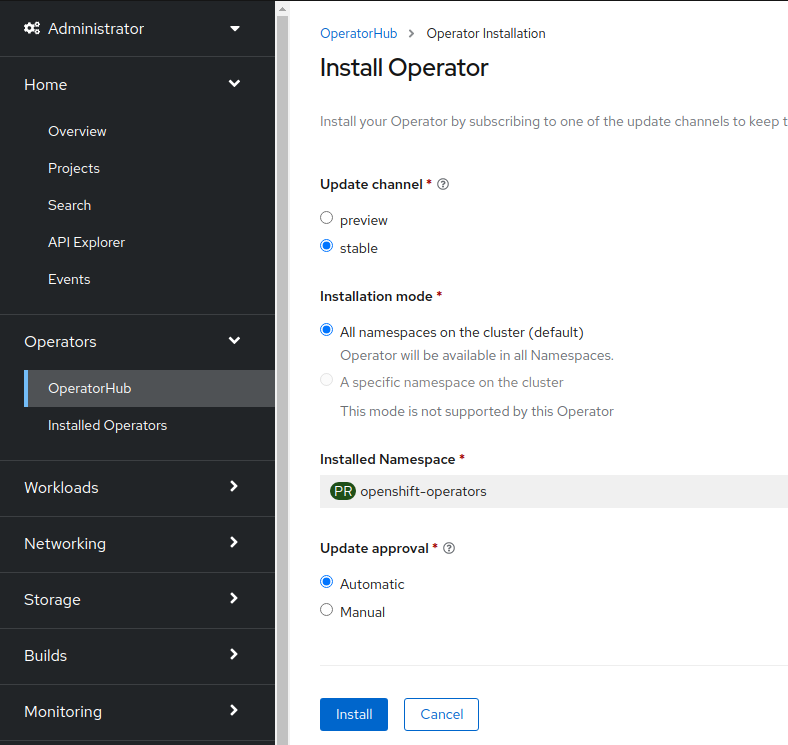 Administrator
Home
Overview
Projects
Search
API Explorer
Events
Operators
OperatorHub
Installed Operators
Workloads
Networking
Storage
Builds
Monitoring
OperatorHub > Operator Installation
Install Operator
Install your Operator by subscribing to one of the update channels to keep t
Update channel *
preview
stable
Installation mode *
All namespaces on the cluster (default)
Operator will be available in all Namespaces.
A specific namespace on the cluster
This mode is not supported by this Operator
Installed Namespace *
PR openshift-operators
Update approval *
Automatic
Manual
Install Cancel